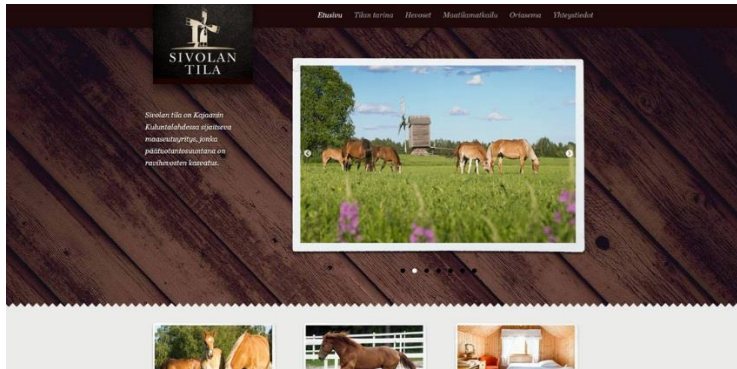 Etusivu Tilan tarina Hevoset Maatilamatkailu Oriasema Yhteystiedot
SIVOLAN
TILA
Sivolan tila on Kajaanin
Kuluntalahdessa sijaitseva
maaseutuyritys, jonka
päätuotantosuuntana on
ravihevosten kasvatus.